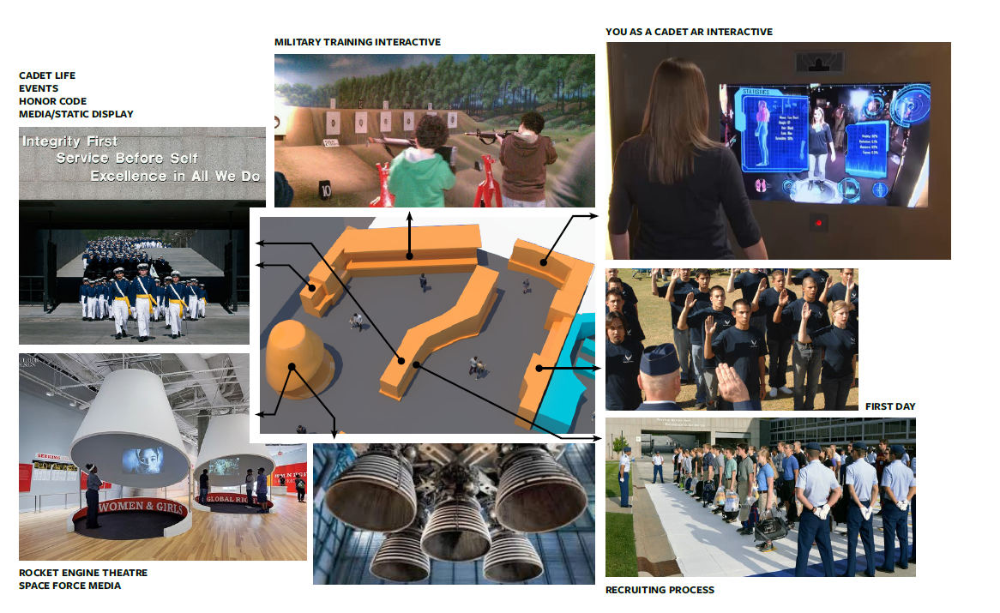 MILITARY TRAINING INTERACTIVE
YOU AS A CADET AR INTERACTIVE
CADET LIFE
EVENTS
HONOR CODE
MEDIA/STATIC DISPLAY
Integrity First
Service Before Self
Excellence in All We Do
10
STATISTICS
SEEKING
WOMEN & GIRLS
GLOBAL
FIRST DAY
ROCKET ENGINE THEATRE
SPACE FORCE MEDIA
RECRUITING PROCESS